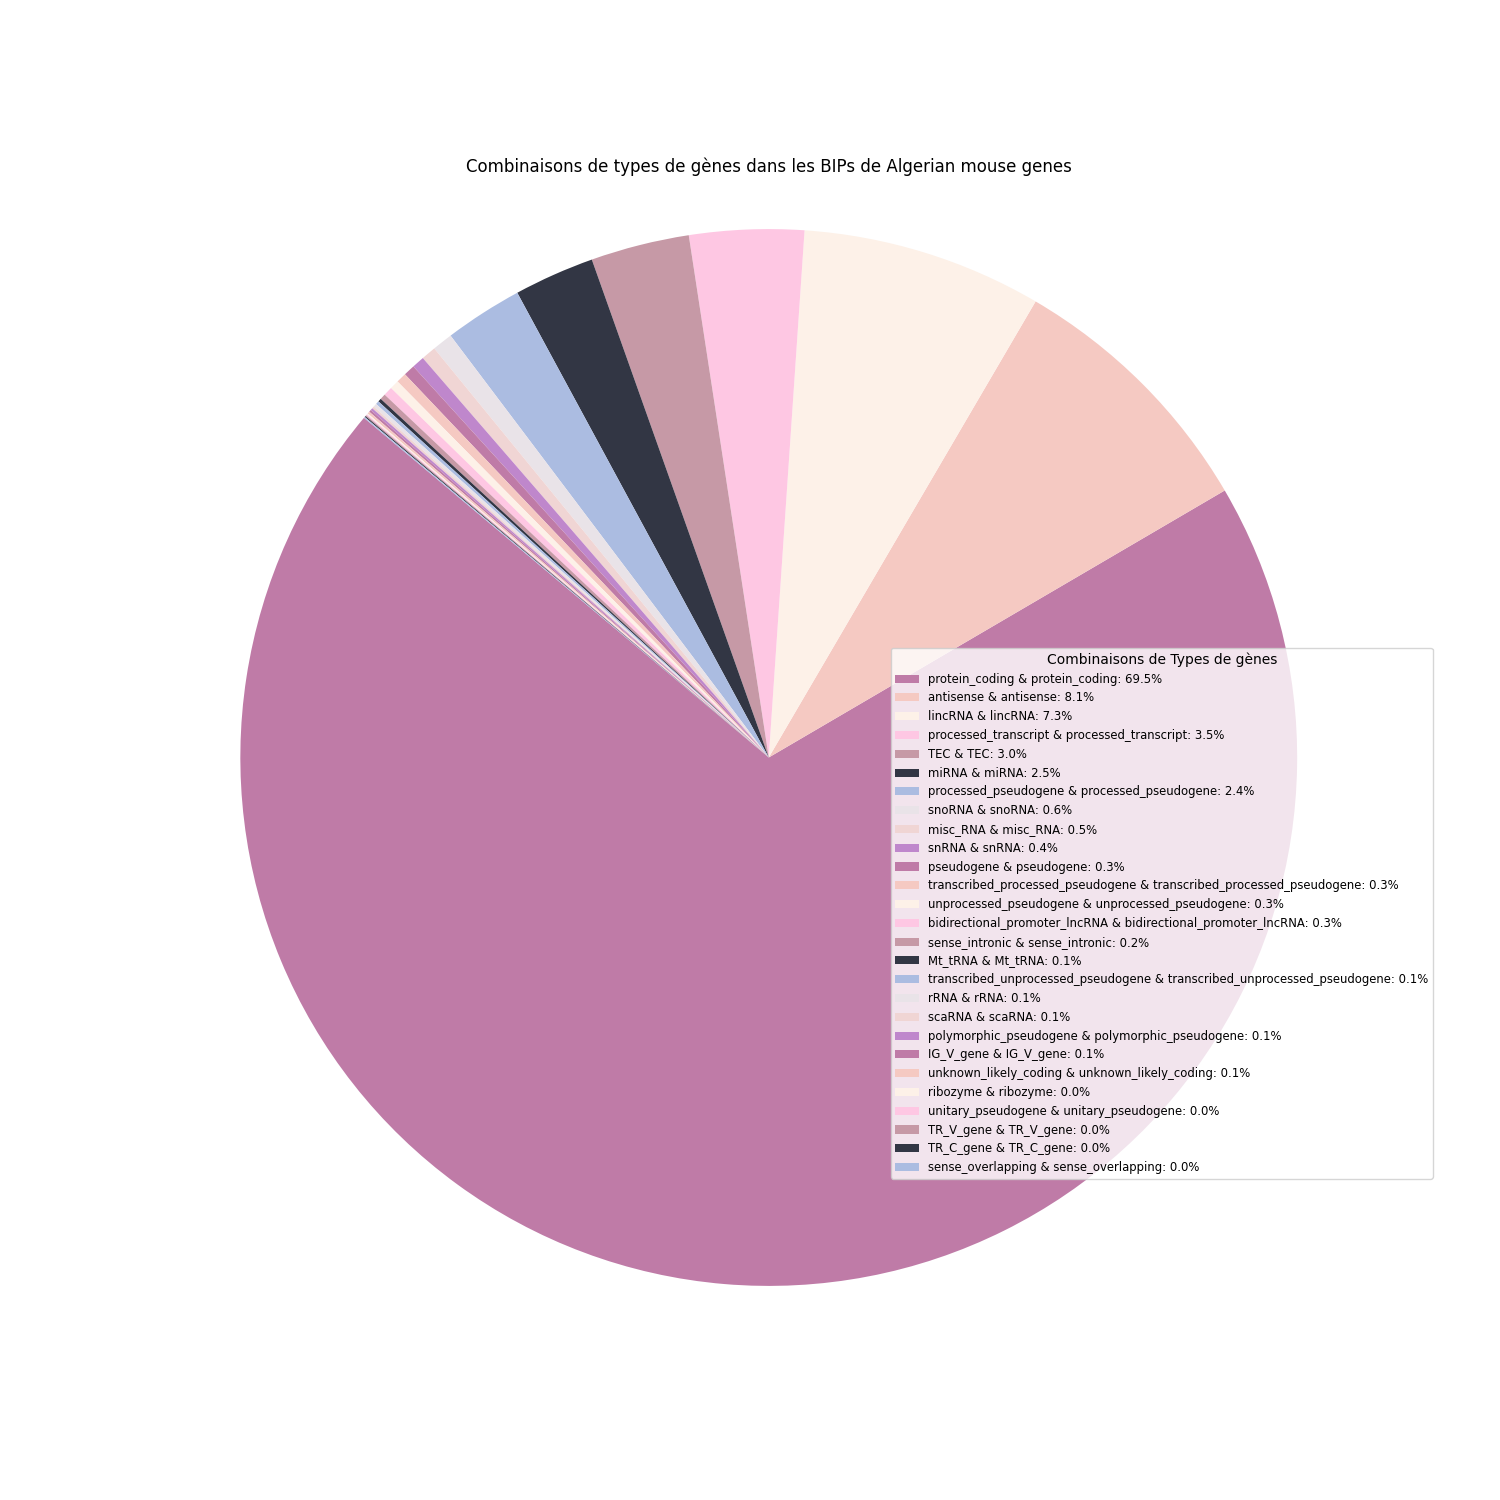 Combinaisons de types de gènes dans les BIPs de Algerian mouse genes
Combinaisons de Types de gènes
protein_coding & protein_coding: 69.5%
antisense & antisense: 8.1%
lincRNA & lincRNA: 7.3%
processed_transcript & processed_transcript: 3.5%
TEC & TEC: 3.0%
miRNA & miRNA: 2.5%
processed_pseudogene & processed_pseudogene: 2.4%
snoRNA & snoRNA: 0.6%
misc_RNA & misc_RNA: 0.5%
snRNA & snRNA: 0.4%
pseudogene & pseudogene: 0.3%
transcribed_processed_pseudogene & transcribed_processed_pseudogene: 0.3%
unprocessed_pseudogene & unprocessed_pseudogene: 0.3%
bidirectional_promoter_lncRNA & bidirectional_promoter_lncRNA: 0.3%
sense_intronic & sense_intronic: 0.2%
Mt_tRNA & Mt_tRNA: 0.1%
transcribed_unprocessed_pseudogene & transcribed_unprocessed_pseudogene: 0.1%
rRNA & rRNA: 0.1%
scaRNA & scaRNA: 0.1%
polymorphic_pseudogene & polymorphic_pseudogene: 0.1%
IG_V_gene & IG_V_gene: 0.1%
unknown_likely_coding & unknown_likely_coding: 0.1%
ribozyme & ribozyme: 0.0%
unitary_pseudogene & unitary_pseudogene: 0.0%
TR_V_gene & TR_V_gene: 0.0%
TR_C_gene & TR_C_gene: 0.0%
sense_overlapping & sense_overlapping: 0.0%